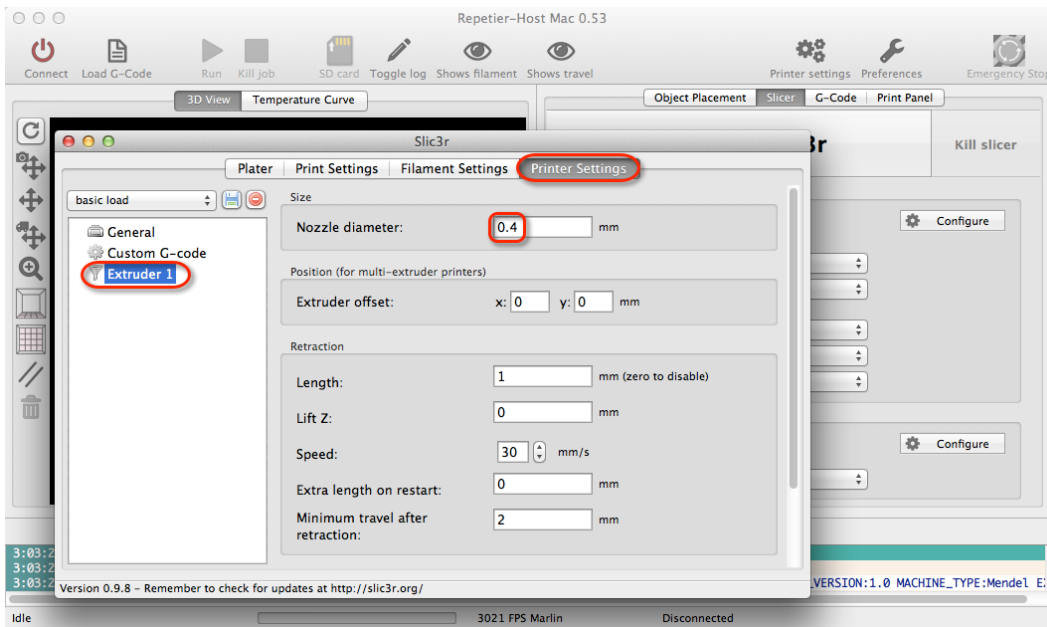 Repetier-Host Mac 0.53
Connect Load G-Code Run Kill job SD card Toggle log Shows filament Shows travel Printer settings Preferences Emergency Stop
3D View Temperature Curve Object Placement Slicer G-Code Print Panel
Slic3r
Kill slicer
Plater Print Settings Filament Settings Printer Settings
basic load
General
Custom G-code
Extruder 1
Size
Nozzle diameter: 0.4 mm
Position (for multi-extruder printers)
Extruder offset: x: 0 y: 0 mm
Retraction
Length: 1 mm (zero to disable)
Lift Z: 0 mm
Speed: 30 mm/s
Extra length on restart: 0 mm
Minimum travel after
retraction: 2 mm
Configure
Configure
3:03:2
3:03:2
3:03:2 _VERSION:1.0 MACHINE_TYPE:Mendel
Version 0.9.8 - Remember to check for updates at http://slic3r.org/
Idle 3021 FPS Marlin Disconnected